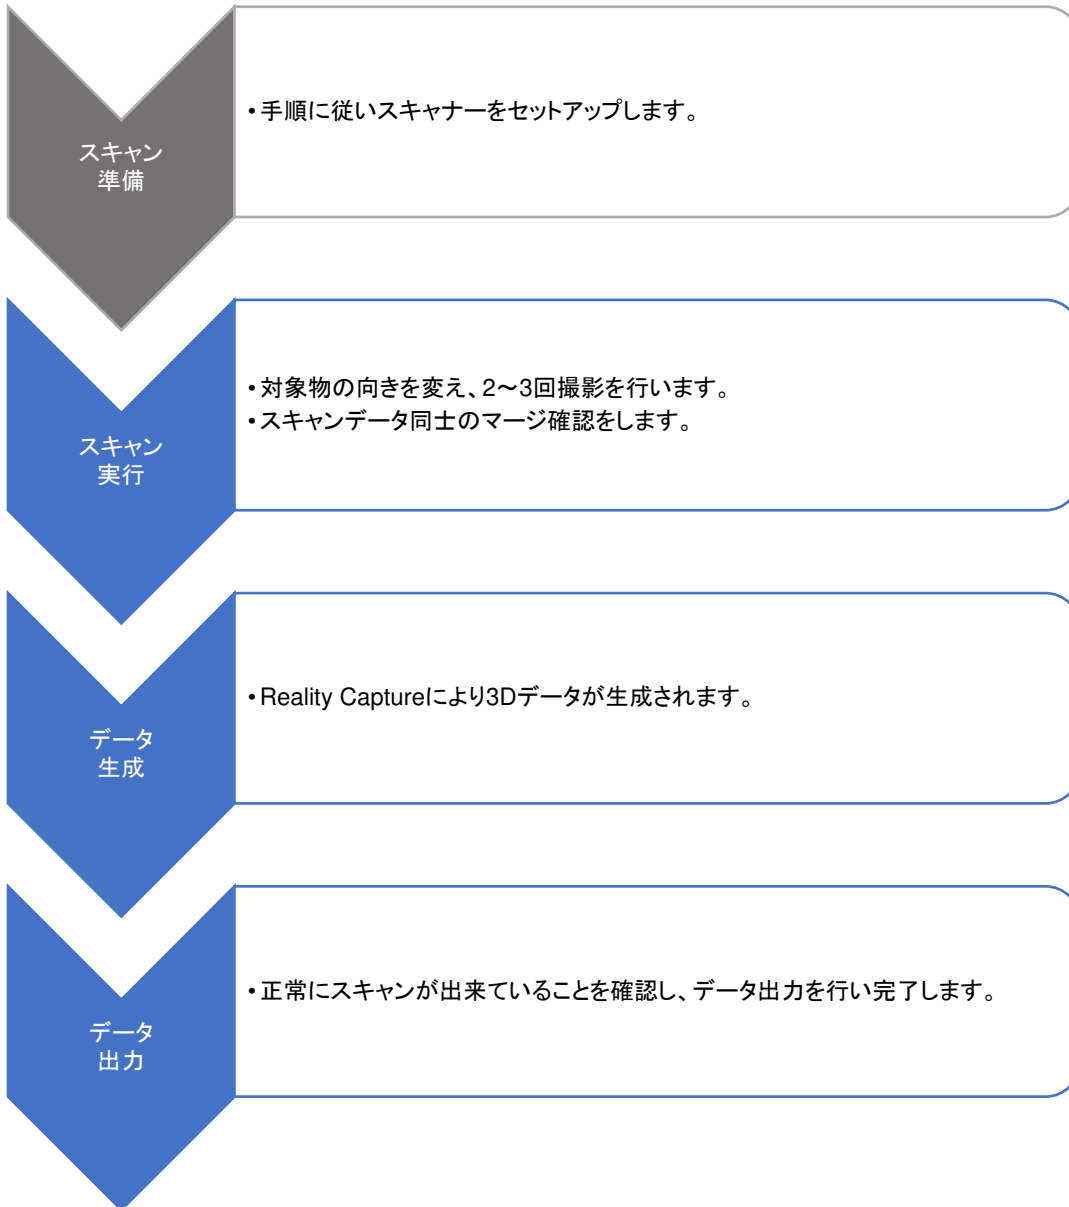 スキャン
準備
•手順に従いスキャナーをセットアップします。
スキャン
実行
•対象物の向きを変え、2～3回撮影を行います。
•スキャンデータ同士のマージ確認をします。
データ
生成
•Reality Captureにより3Dデータが生成されます。
データ
出力
•正常にスキャンが出来ていることを確認し、データ出力を行い完了します。